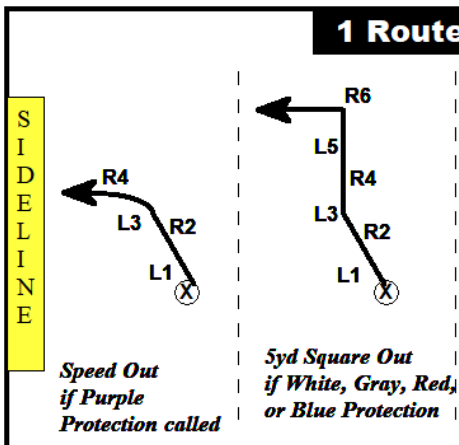 1 Route
SIDELINE
R4
L3
R2
L1
X
R6
L5
R4
L3
R2
L1
X
Speed Out
if Purple
Protection called
5yd Square Out
if White, Gray, Red,
or Blue Protection